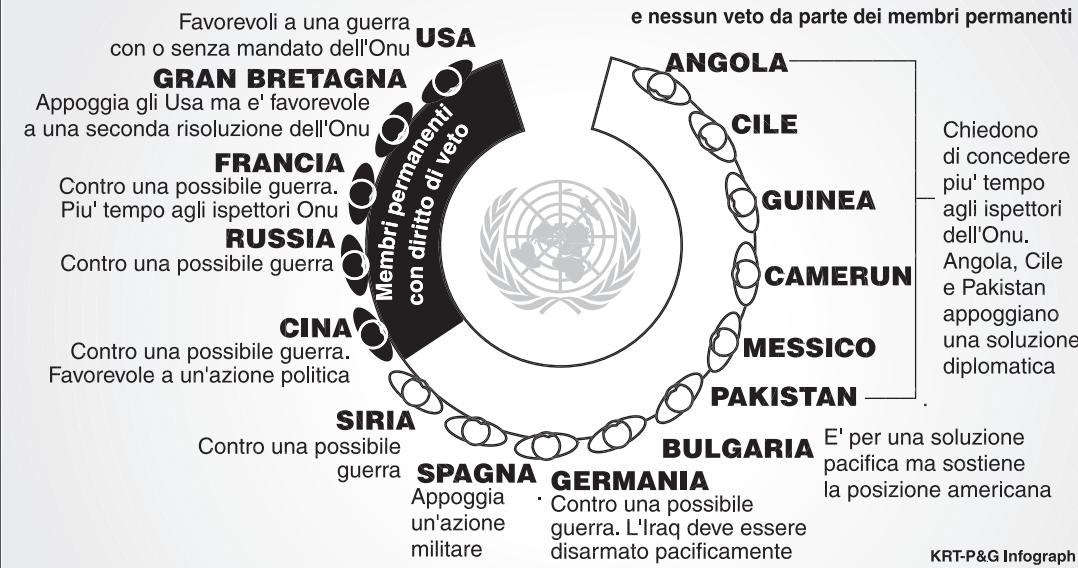 e nessun veto da parte dei membri permanenti
Favorevoli a una guerra
con o senza mandato dell'Onu
USA
GRAN BRETAGNA
Appoggia gli Usa ma e' favorevole
a una seconda risoluzione dell'Onu
FRANCIA
Contro una possibile guerra.
Piu' tempo agli ispettori Onu
RUSSIA
Contro una possibile guerra
CINA
Contro una possibile guerra.
Favorevole a un'azione politica
SIRIA
Contro una possibile
guerra
SPAGNA
Appoggia
un'azione
militare
GERMANIA
Contro una possibile
guerra. L'Iraq deve essere
disarmato pacificamente
BULGARIA
E' per una soluzione
pacifica ma sostiene
la posizione americana
PAKISTAN
MESSICO
CAMERUN
GUINEA
CILE
ANGOLA
Chiedono
di concedere
piu' tempo
agli ispettori
dell'Onu.
Angola, Cile
e Pakistan
appoggiano
una soluzione
diplomatica
Membri permanenti
con diritto di veto
KRT-P&G Infograph